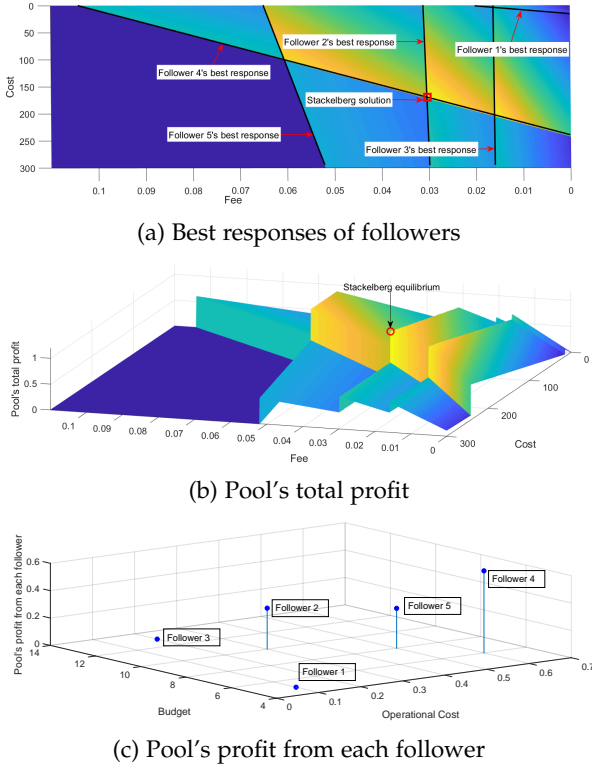 0
50
100
150
200
250
300
Cost
Follower 2's best response
Follower 1's best response
Follower 4's best response
Stackelberg solution
Follower 5's best response
Follower 3's best response
0.1 0.09 0.08 0.07 0.06 0.05 0.04 0.03 0.02 0.01 0
Fee
(a) Best responses of followers
Stackelberg equilibrium
Pool's total profit
1
0.5
0
0.1 0.09 0.08 0.07 0.06 0.05 0.04 0.03 0.02 0.01 0
Fee
300
200
100
0
Cost
(b) Pool's total profit
Pool's profit from each follower
0.6
0.4
0.2
0
Follower 4
Follower 2
Follower 5
Follower 3
Follower 1
14 12 10 8 6 4
Budget
0 0.1 0.2 0.3 0.4 0.5 0.6 0.7
Operational Cost
(c) Pool's profit from each follower